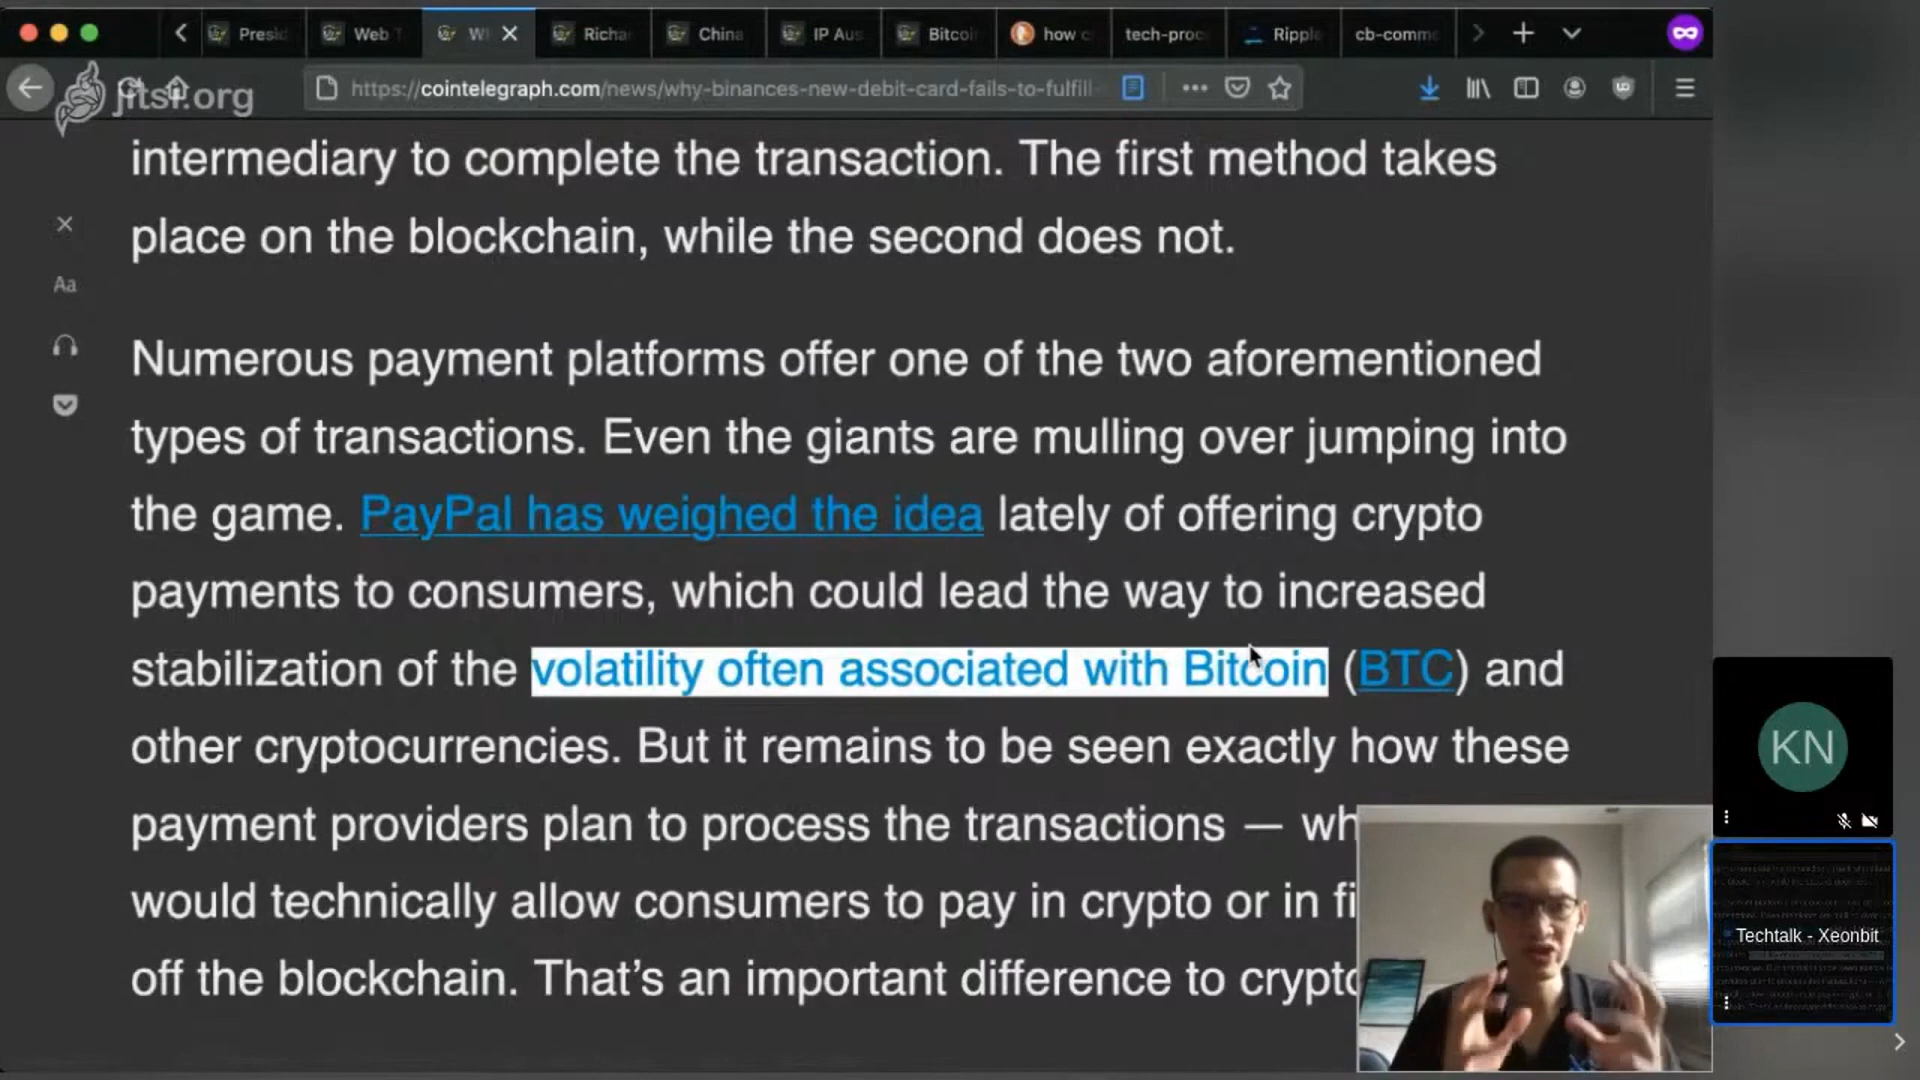 Presi
Web T
W
Richa
China
IP Aus
Bitcoi
how c
tech-proc
Ripple
cb-comme
jitsi.org
https://cointelegraph.com/news/why-binances-new-debit-card-fails-to-fulfill-
intermediary to complete the transaction. The first method takes
place on the blockchain, while the second does not.
Aa
Numerous payment platforms offer one of the two aforementioned
types of transactions. Even the giants are mulling over jumping into
the game. PayPal has weighed the idea lately of offering crypto
payments to consumers, which could lead the way to increased
stabilization of the volatility often associated with Bitcoin (BTC) and
other cryptocurrencies. But it remains to be seen exactly how these
payment providers plan to process the transactions — wh
would technically allow consumers to pay in crypto or in fi
off the blockchain. That's an important difference to crypto
KN
Techtalk - Xeonbit